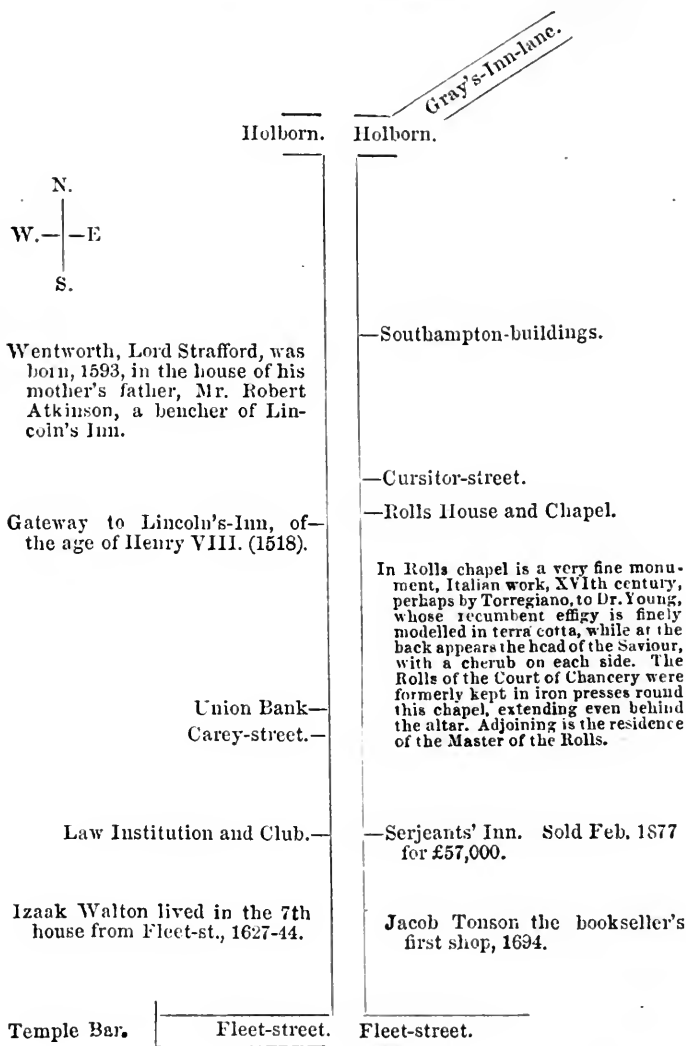 Gray's-Inn-lane.
Holborn. Holborn.
N.
W.— —E
S.
—Southampton-buildings.
Wentworth, Lord Strafford, was
born, 1593, in the house of his
mother's father, Mr. Robert
Atkinson, a bencher of Lin-
coln's Inn.
—Cursitor-street.
—Rolls House and Chapel.
Gateway to Lincoln's-Inn, of—
the age of Henry VIII. (1518).
In Rolls chapel is a very fine monu-
ment, Italian work, XVIth century,
perhaps by Torregiano, to Dr. Young,
whose recumbent effigy is finely
modelled in terra cotta, while at the
back appears the head of the Saviour,
with a cherub on each side. The
Rolls of the Court of Chancery were
formerly kept in iron presses round
this chapel, extending even behind
the altar. Adjoining is the residence
of the Master of the Rolls.
Union Bank—
Carey-street.—
Law Institution and Club.—
—Serjeants' Inn. Sold Feb. 1877
for £57,000.
Izaak Walton lived in the 7th
house from Fleet-st., 1627-44.
Jacob Tonson the bookseller's
first shop, 1694.
Temple Bar. Fleet-street. Fleet-street.